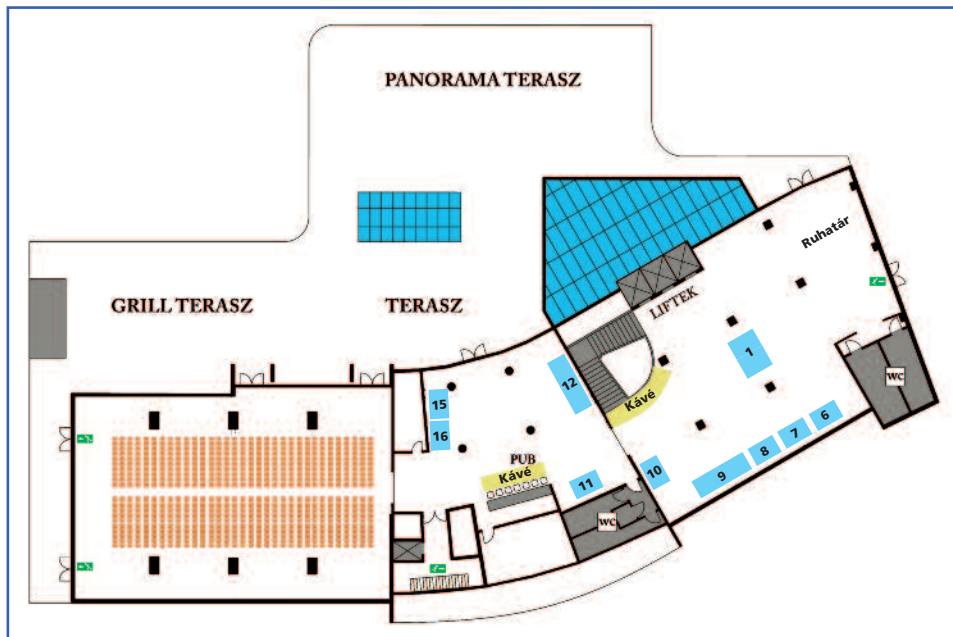 PANORAMA TERASZ
Ruhatár
GRILL TERASZ
TERASZ
LIFTEK
1
WC
12
Kávé
15
16
6
7
8
9
PUB
Kávé
10
11
WC